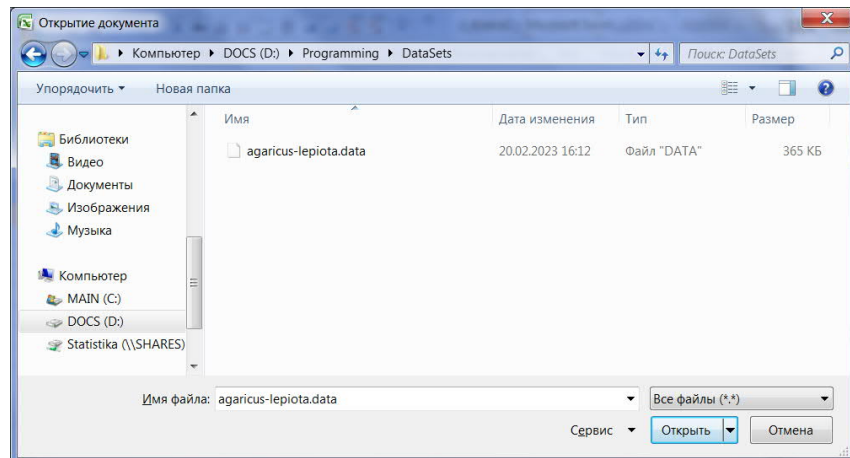 Открытие документа
Компьютер DOCS (D:) Programming DataSets Поиск: DataSets
Упорядочить Новая папка
Имя Дата изменения Тип Размер
Библиотеки
agaricus-lepiota.data 20.02.2023 16:12 Файл "DATA" 365 КБ
Видео
Документы
Изображения
Музыка
Компьютер
MAIN (C:)
DOCS (D:)
Statistika (\\SHARES)
Имя файла: agaricus-lepiota.data Все файлы (*.*)
Сервис Открыть Отмена